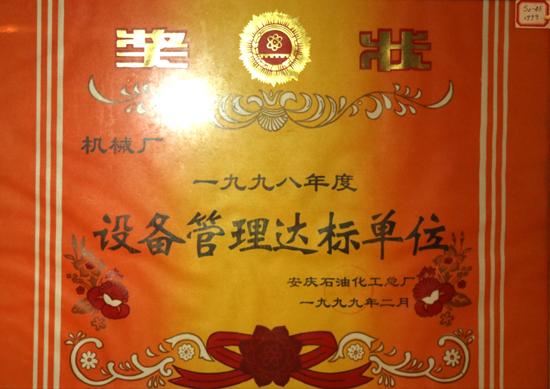 奖状
机械厂
一九九八年度
设备管理达标单位
安庆石油化工总厂
一九九九年二月